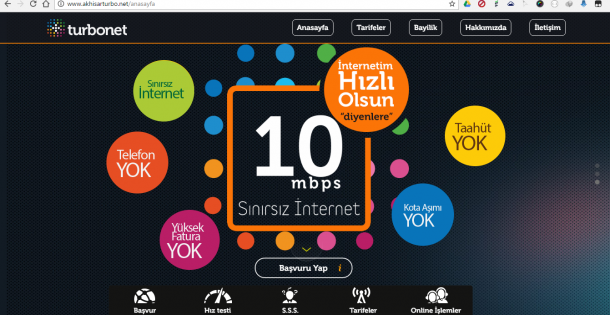 www.akhisarturbo.net/anasayfa
turbonet
Anasayfa
Tarifeler
Bayilik
Hakkımızda
İletişim
Sınırsız
İnternet
İnternetim
Hızlı
Olsun
"diyenlere"
Telefon
YOK
10
mbps
Sınırsız İnternet
Taahüt
YOK
Yüksek
Fatura
YOK
Kota Aşımı
YOK
Başvuru Yap i
Başvur
Hız testi
S.S.S.
Tarifeler
Online İşlemler